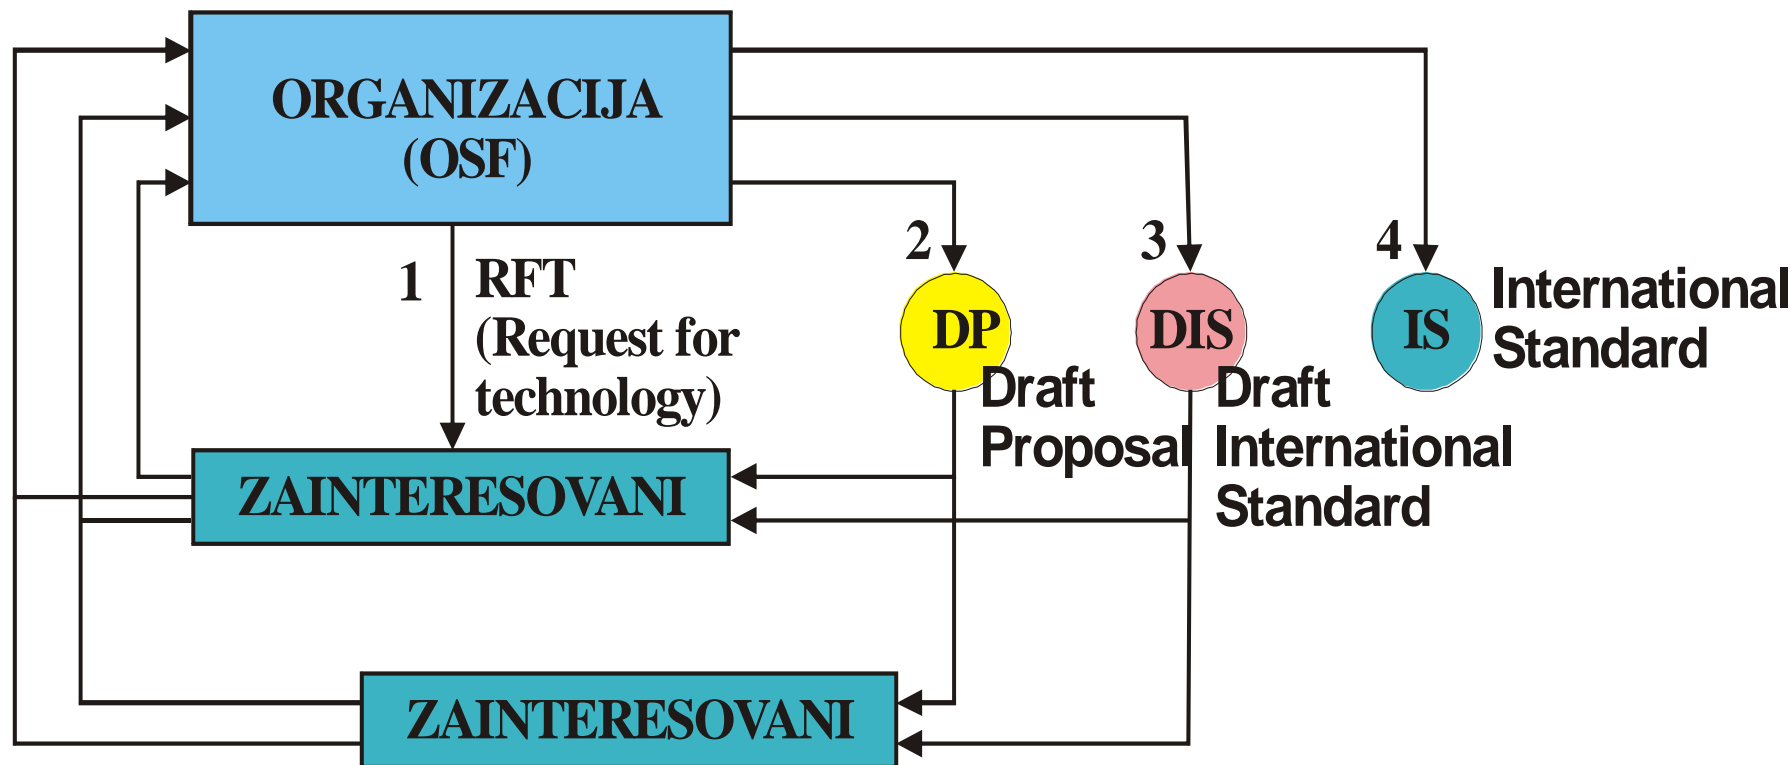 ORGANIZACIJA
(OSF)
1
RFT
(Request for
technology)
2
3
4
DP
Draft
Proposal
DIS
Draft
International
Standard
IS
International
Standard
ZAINTERESOVANI
ZAINTERESOVANI